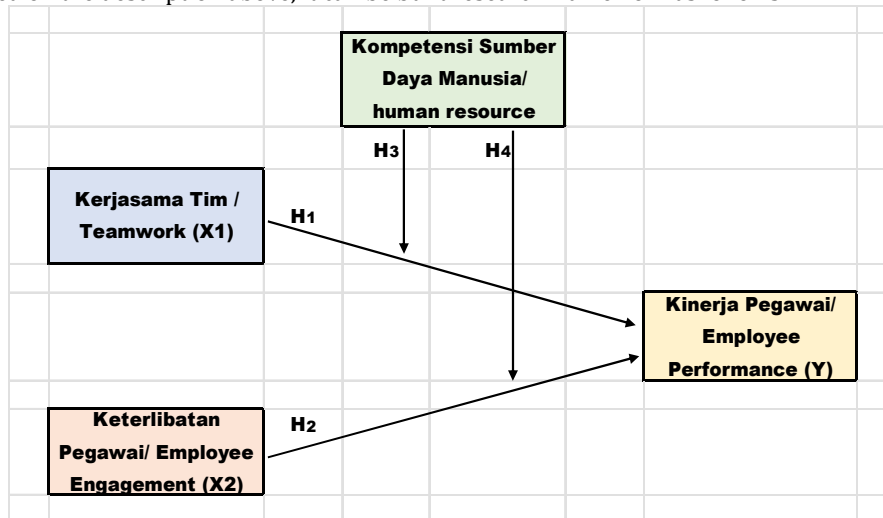 Kompetensi Sumber
Daya Manusia/
human resource
H3
H4
Kerjasama Tim /
Teamwork (X1)
H1
Kinerja Pegawai/
Employee
Performance (Y)
Keterlibatan
Pegawai/ Employee
Engagement (X2)
H2